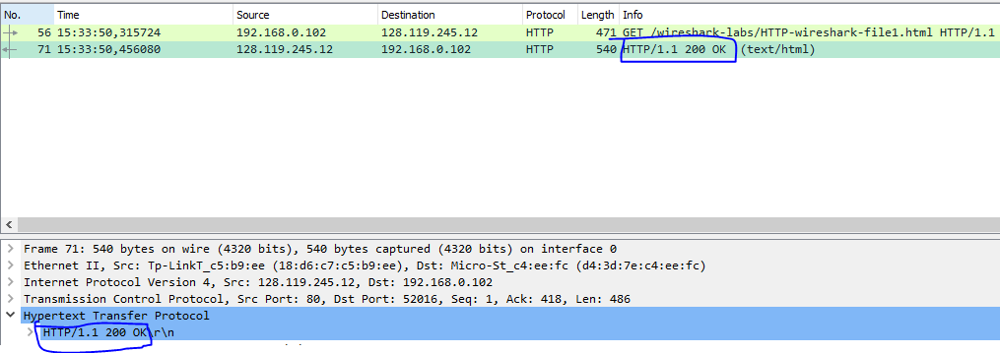 No. Time Source Destination Protocol Length Info
56 15:33:50,315724 192.168.0.102 128.119.245.12 HTTP 471 GET /wireshark-labs/HTTP-wireshark-file1.html HTTP/1.1
71 15:33:50,456080 128.119.245.12 192.168.0.102 HTTP 540 HTTP/1.1 200 OK (text/html)
Frame 71: 540 bytes on wire (4320 bits), 540 bytes captured (4320 bits) on interface 0
Ethernet II, Src: Tp-LinkT_c5:b9:ee (18:d6:c7:c5:b9:ee), Dst: Micro-St_c4:ee:fc (d4:3d:7e:c4:ee:fc)
Internet Protocol Version 4, Src: 128.119.245.12, Dst: 192.168.0.102
Transmission Control Protocol, Src Port: 80, Dst Port: 52016, Seq: 1, Ack: 418, Len: 486
Hypertext Transfer Protocol
HTTP/1.1 200 OK\r\n